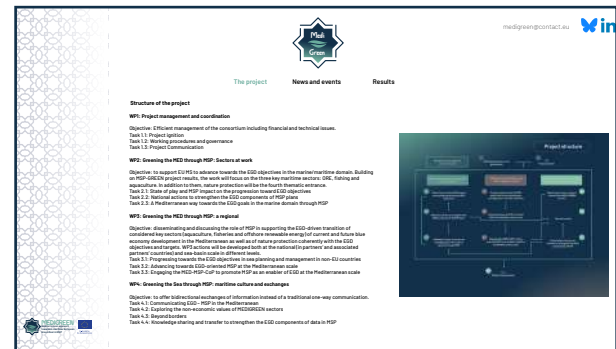 Medi
Green
medigreen@contact.eu
The project
News and events
Results
Structure of the project
WP1: Project management and coordination
Objective: Efficient management of the consortium including financial and technical issues.
Task 1.1: Project ignition
Task 1.2: Working procedures and governance
Task 1.3: Project Communication
WP2: Greening the MED through MSP: Sectors at work
Objective: to support EU MS to advance towards the EGD objectives in the marine/maritime domain. Building
on MSP-GREEN project results, the work will focus on the three key maritime sectors: ORE, fishing and
aquaculture. In addition to them, nature protection will be the fourth thematic entrance.
Task 2.1: State of play and MSP impact on the progression toward EGD objectives
Task 2.2: National actions to strengthen the EGD components of MSP plans
Task 2.3: A Mediterranean way towards the EGD goals in the marine domain through MSP
WP3: Greening the MED through MSP: a regional
Objective: disseminating and discussing the role of MSP in supporting the EGD-driven transition of
considered key sectors (aquaculture, fisheries and offshore renewable energy) of current and future blue
economy development in the Mediterranean as well as of nature protection coherently with the EGD
objectives and targets. WP3 actions will be developed both at the national (in partners' and associated
partners' countries) and sea-basin scale in different levels.
Task 3.1: Progressing towards the EGD objectives in sea planning and management in non-EU countries
Task 3.2: Advancing towards EGD-oriented MSP at the Mediterranean scale
Task 3.3: Engaging the MED-MSP-CoP to promote MSP as an enabler of EGD at the Mediterranean scale
WP4: Greening the Sea through MSP: maritime culture and exchanges
Objective: to offer bidirectional exchanges of information instead of a traditional one-way communication.
Task 4.1: Communicating EGD - MSP in the Mediterranean
Task 4.2: Exploring the non-economic values of MEDIGREEN sectors
Task 4.3: Beyond borders
Task 4.4: Knowledge sharing and transfer to strengthen the EGD components of data in MSP
Project structure
MEDIGREEN